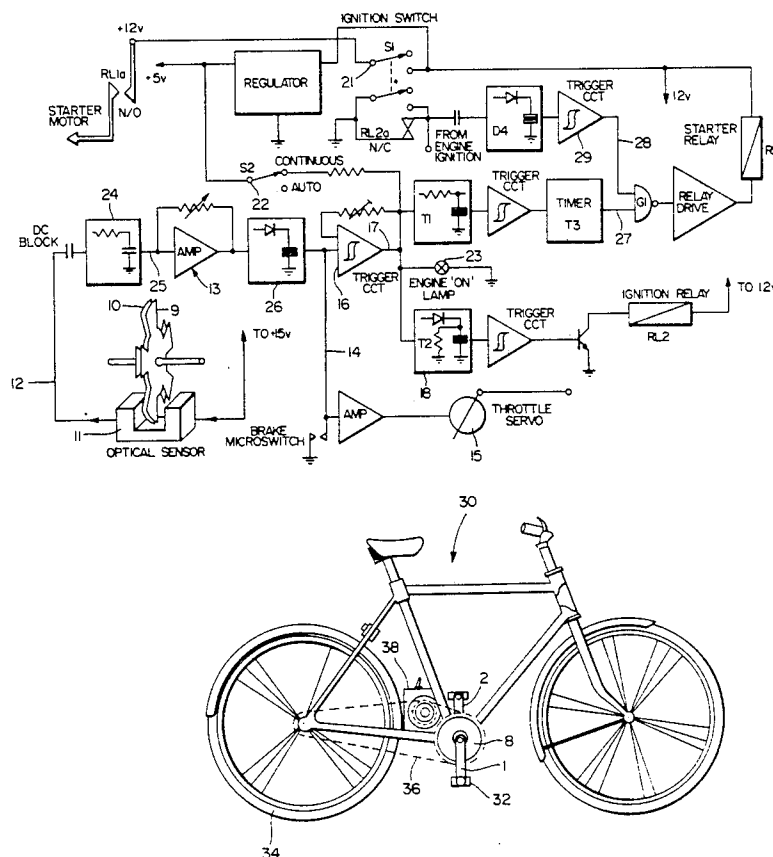 IGNITION SWITCH
+12v
S1
RL1a
+5v
REGULATOR
21
TRIGGER
CCT
STARTER
MOTOR
N/O
12v
D4
STARTER
RELAY
RL2a
N/C
FROM
ENGINE
IGNITION
29
28
S2
CONTINUOUS
22
AUTO
24
TRIGGER
CCT
G1
RELAY
DRIVE
DC BLOCK
T1
TIMER
T3
AMP
17
27
25
13
26
16
TRIGGER
CCT
23
ENGINE 'ON'
LAMP
TRIGGER
CCT
IGNITION RELAY
TO 12v
10
9
TO +15v
T2
RL2
14
18
12
11
OPTICAL SENSOR
BRAKE
MICROSWITCH
AMP
THROTTLE
SERVO
15
30
38
2
8
1
36
32
34